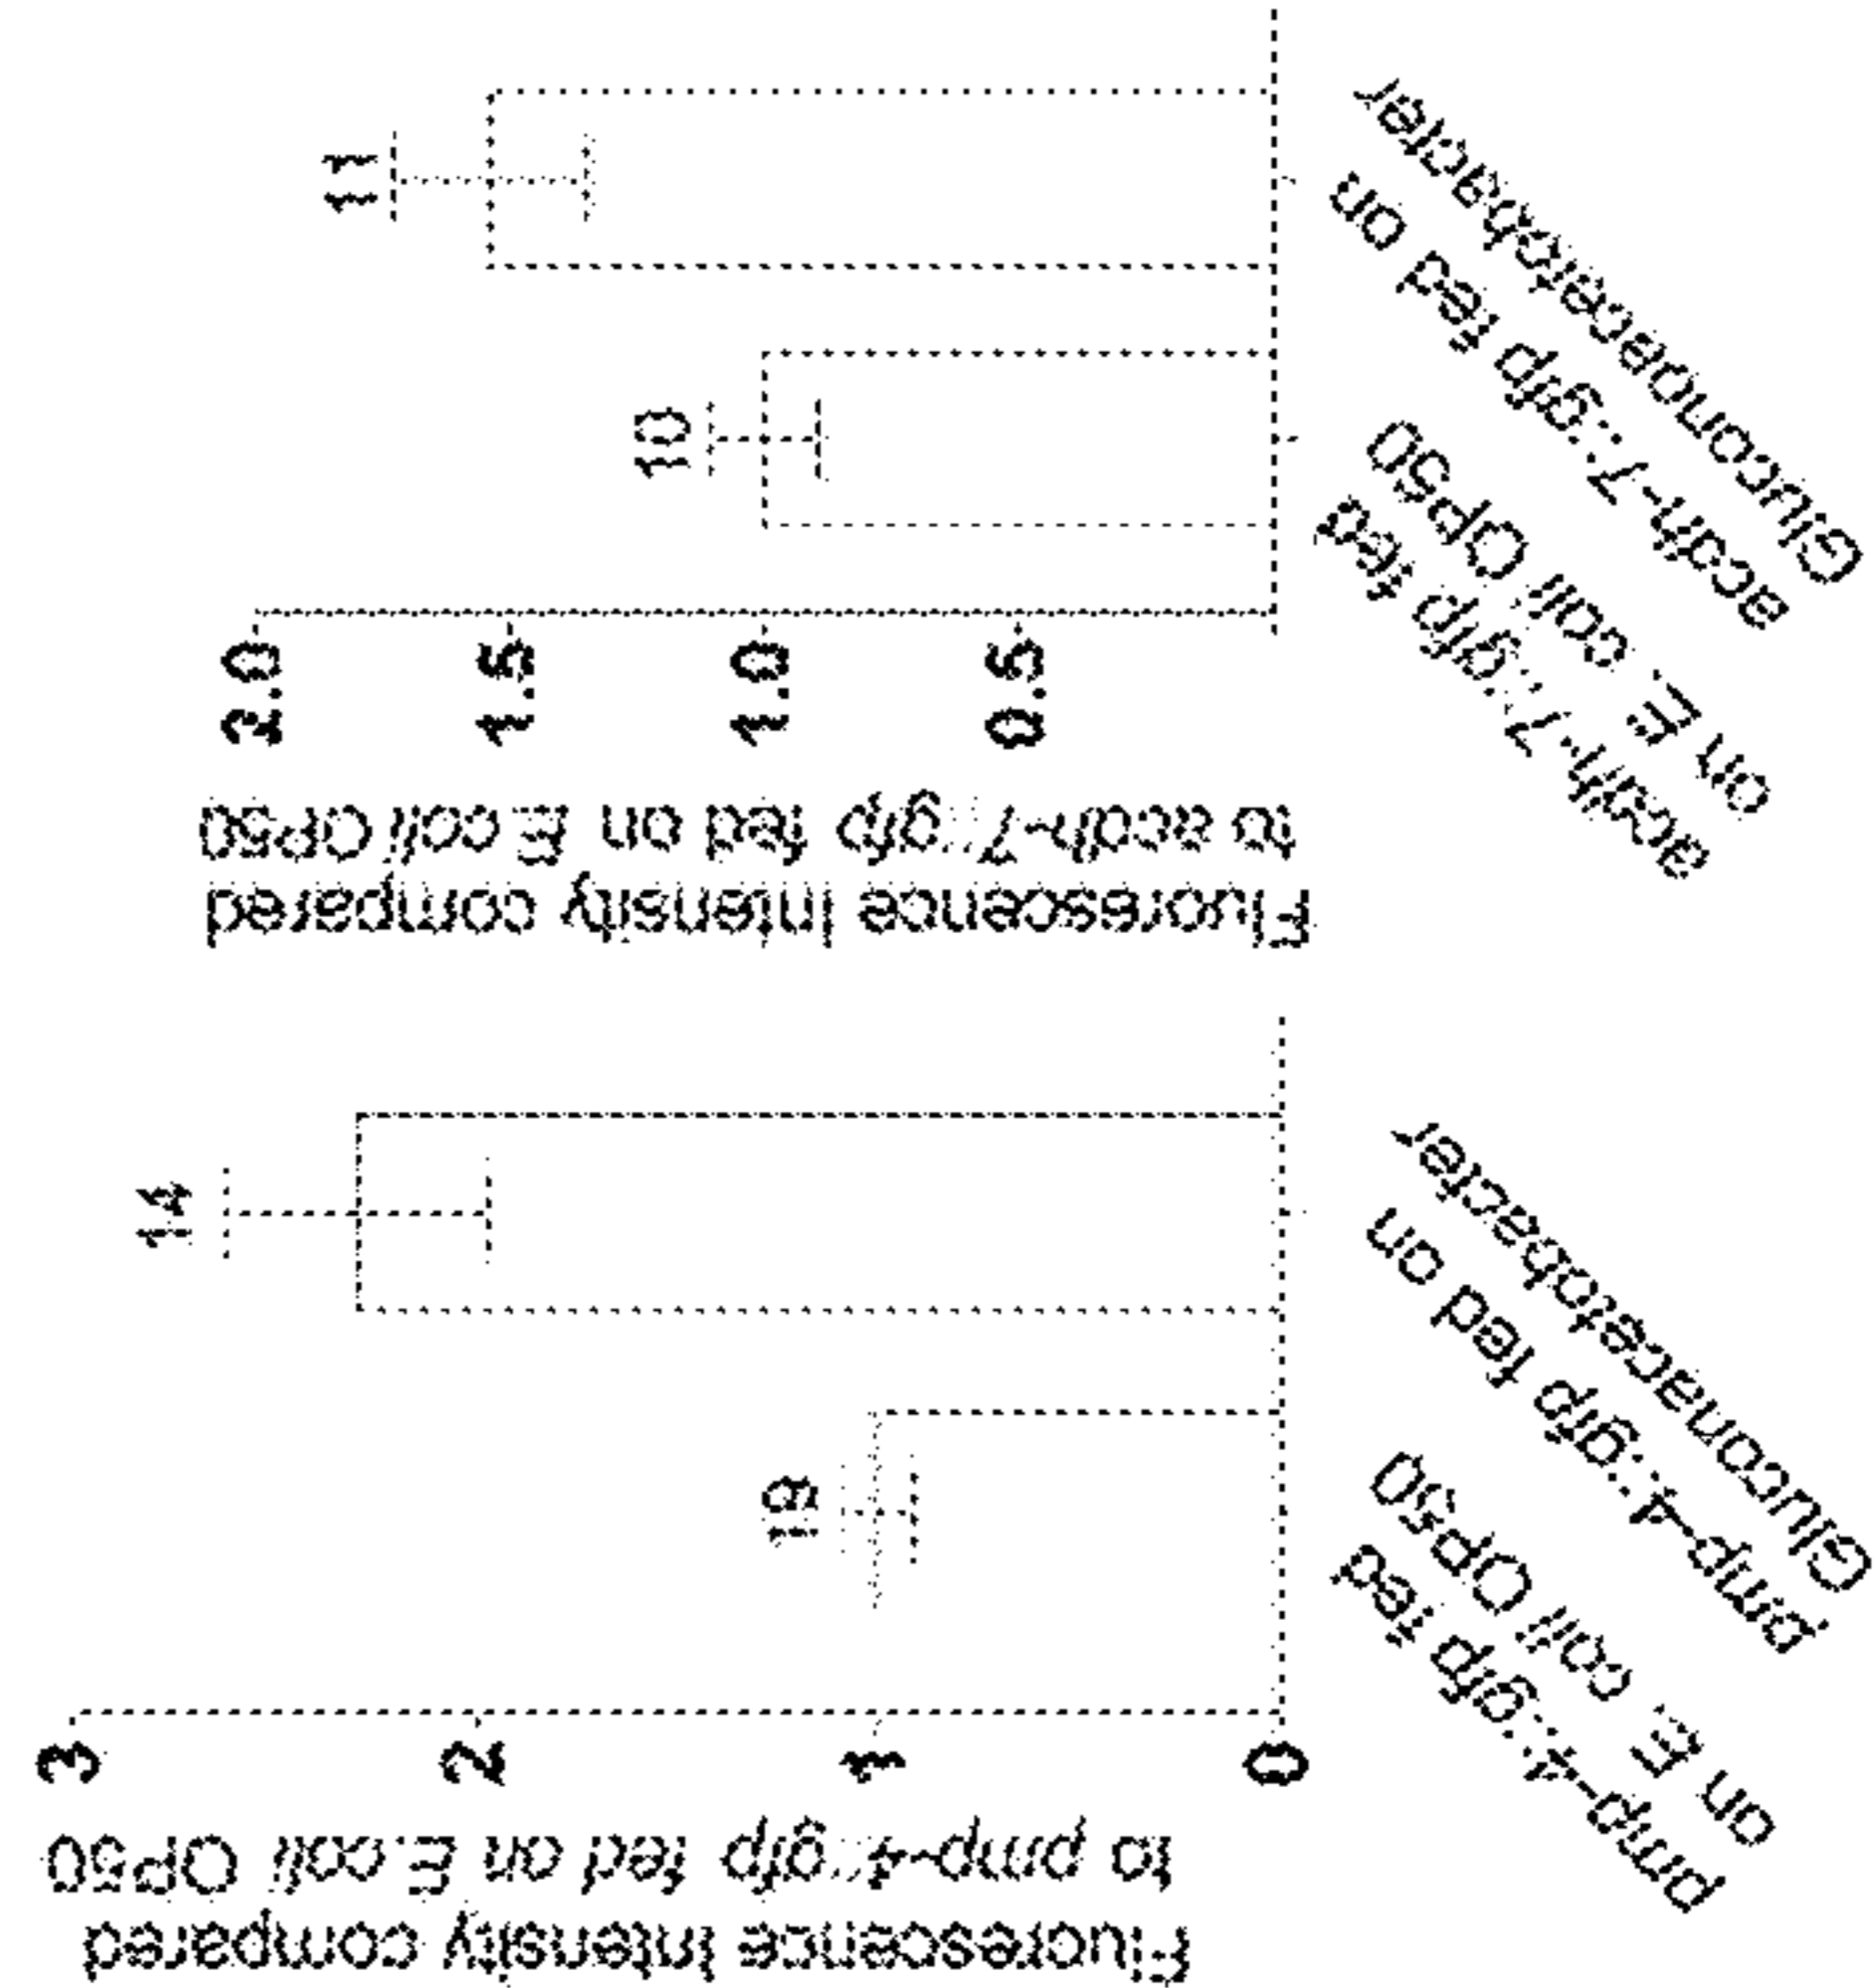 Fluorescence intensity compared
to pmp-4::gfp fed on E.coli OP50
3
2
1
0
14
pmp-4::gfp fed
on E. coli Op50
pmp-4::gfp fed on
Gluconacetobacter
Fluorescence intensity compared
to acdh-7::gfp fed on E.coli OP50
2.0
1.5
1.0
0.5
10
11
acdh-7::gfp fed
on E. coli Op50
acdh-7::gfp fed on
Gluconacetobacter